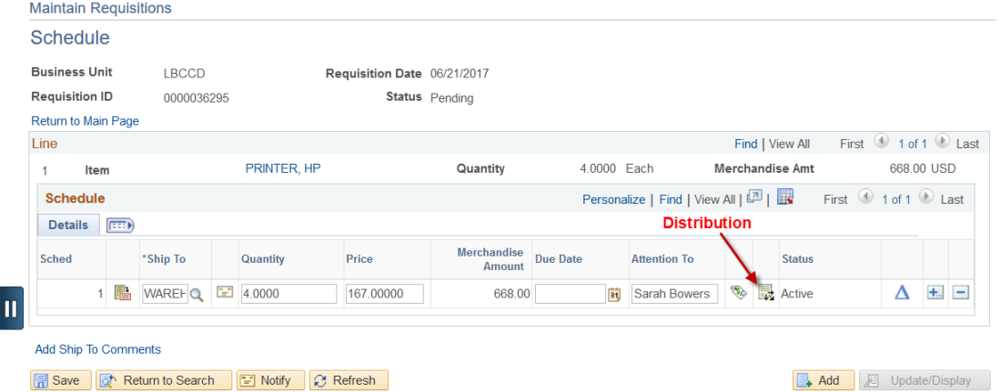 Maintain Requisitions
Schedule
Business Unit LBCCD Requisition Date 06/21/2017
Requisition ID 0000036295 Status Pending
Return to Main Page
Line Find | View All First 1 of 1 Last
1 Item PRINTER, HP Quantity 4.0000 Each Merchandise Amt 668.00 USD
Schedule Personalize | Find | View All | | First 1 of 1 Last
Details Distribution
Sched *Ship To Quantity Price Merchandise Amount Due Date Attention To Status
1 WAREH 4.0000 167.00000 668.00 31 Sarah Bowers Active
Add Ship To Comments
Save Return to Search Notify Refresh Add Update/Display